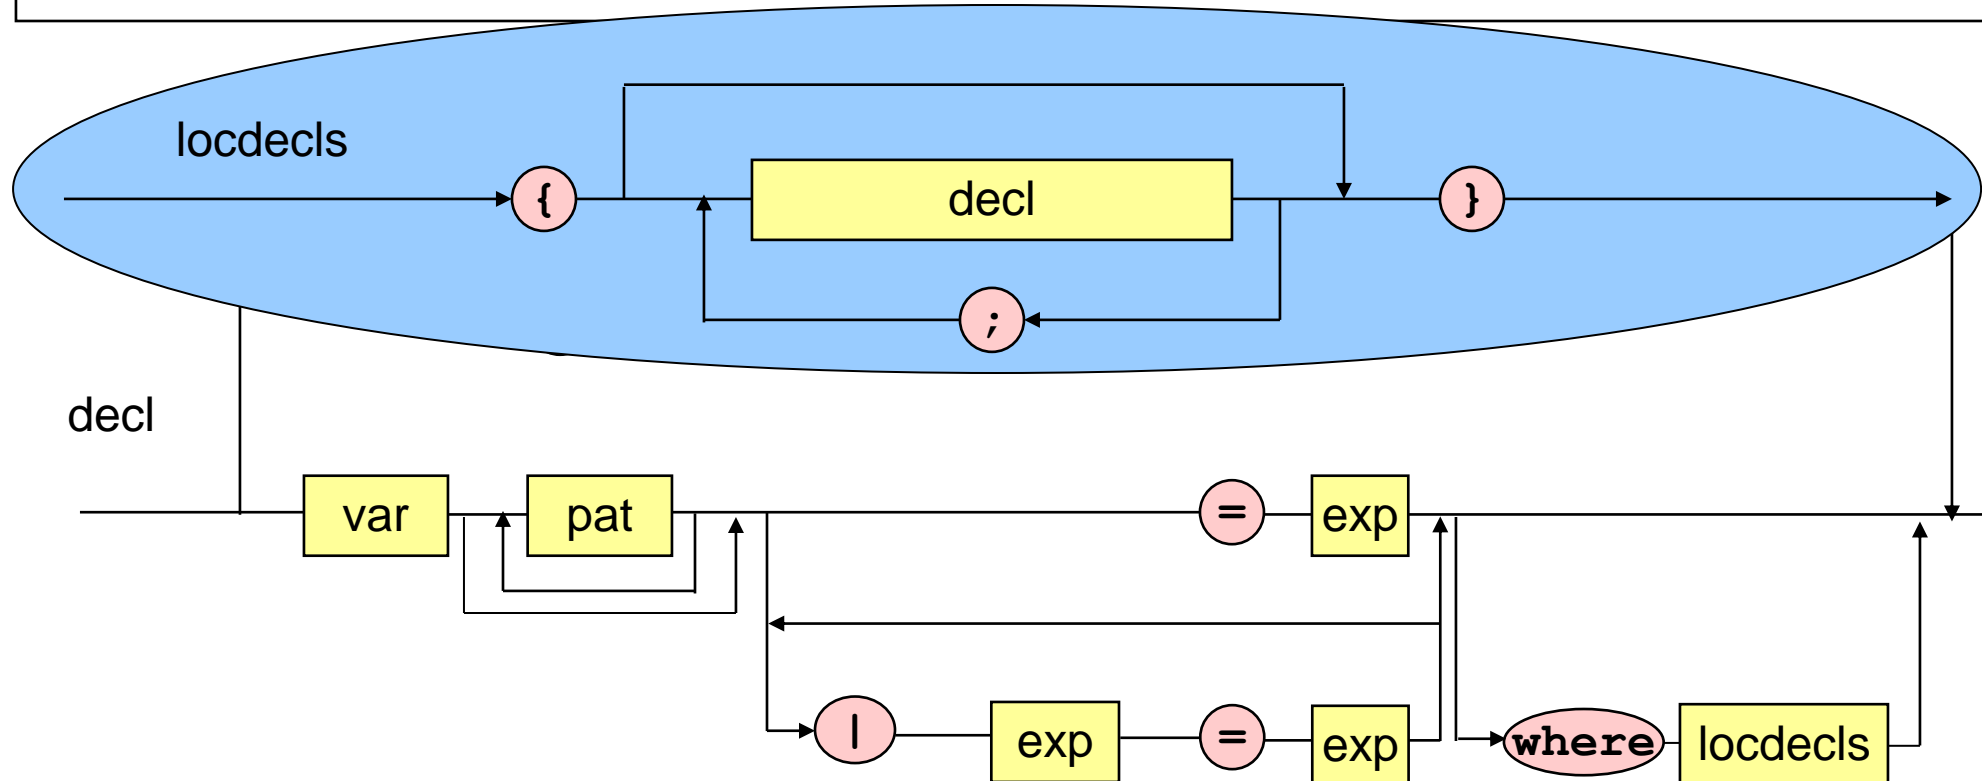 locdecls
{ decl }
;
decl
var pat = exp
| exp = exp where locdecls